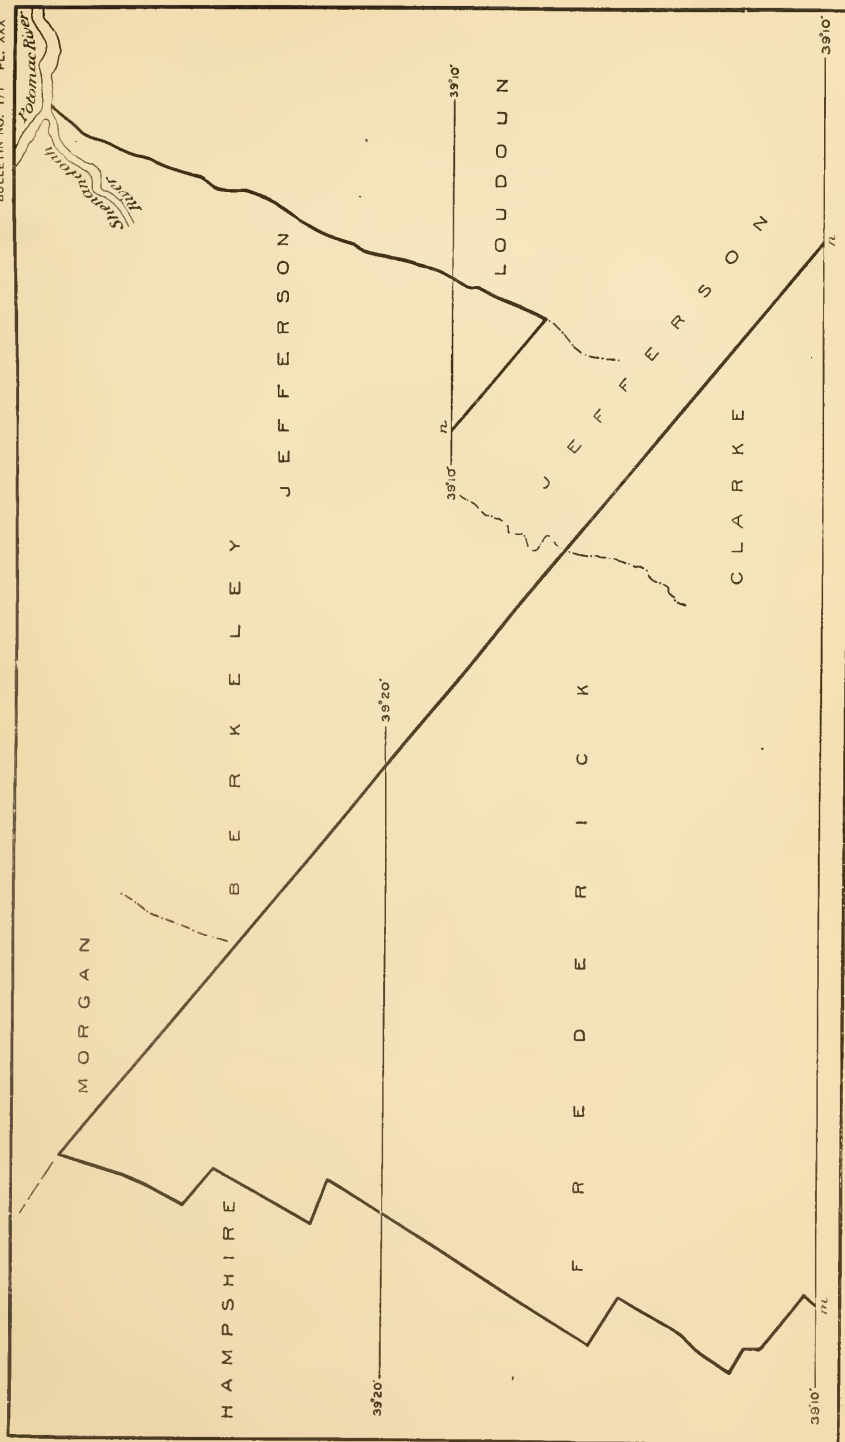 BULLETIN NO. 171 PL. XXX
Potomac River
Shenandoah
River
MORGAN
BERKELEY
JEFFERSON
LOUDOUN
39°10'
39°10'
n
HAMPSHIRE
39°20'
39°20'
FREDERICK
JEFFERSON
CLARKE
39°10'
39°10'
m
n